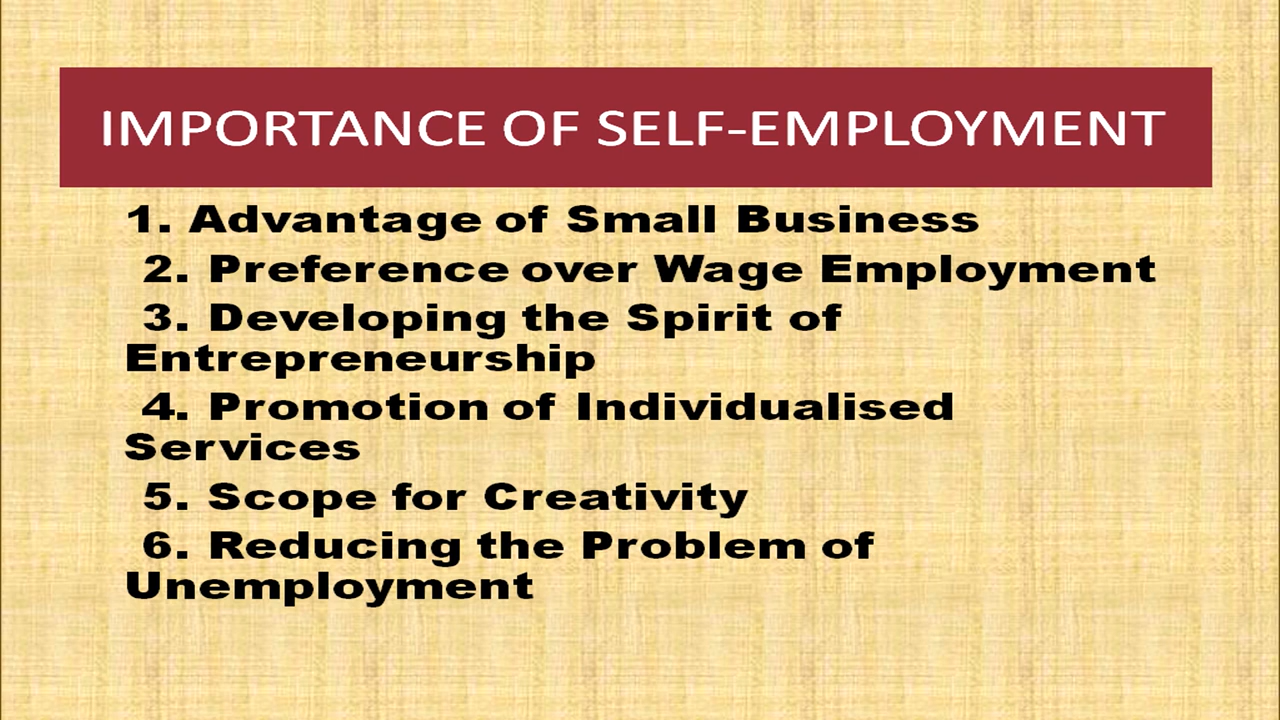 IMPORTANCE OF SELF-EMPLOYMENT
1. Advantage of Small Business
2. Preference over Wage Employment
3. Developing the Spirit of
Entrepreneurship
4. Promotion of Individualised
Services
5. Scope for Creativity
6. Reducing the Problem of
Unemployment